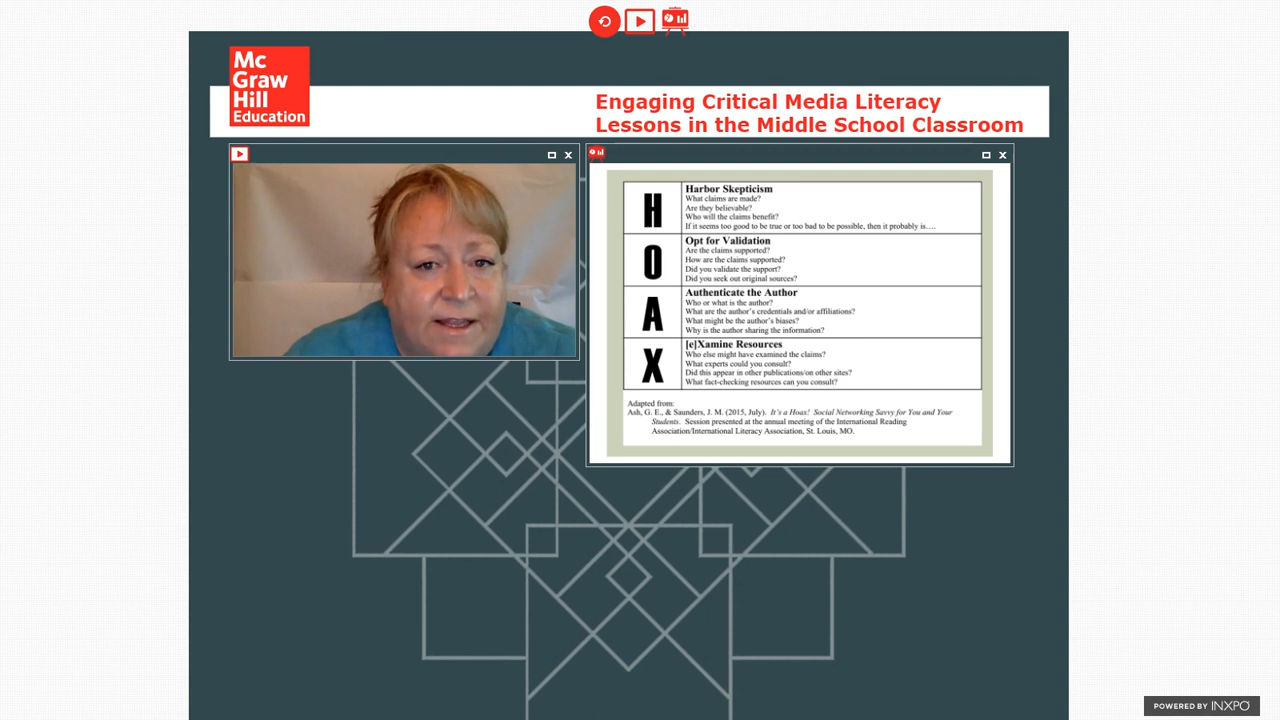 Mc
Graw
Hill
Education
Engaging Critical Media Literacy
Lessons in the Middle School Classroom
H
Harbor Skepticism
What claims are made?
Are they believable?
Who will the claims benefit?
If it seems too good to be true or too bad to be possible, then it probably is….
O
Opt for Validation
Are the claims supported?
How are the claims supported?
Did you validate the support?
Did you seek out original sources?
A
Authenticate the Author
Who or what is the author?
What are the author's credentials and/or affiliations?
What might be the author's biases?
Why is the author sharing the information?
X
[e]Xamine Resources
Who else might have examined the claims?
What experts could you consult?
Did this appear in other publications/on other sites?
What fact-checking resources can you consult?
Adapted from:
Ash, G. E., & Saunders, J. M. (2015, July). It's a Hoax! Social Networking Savvy for You and Your
Students. Session presented at the annual meeting of the International Reading
Association/International Literacy Association, St. Louis, MO.
POWERED BY INXPO